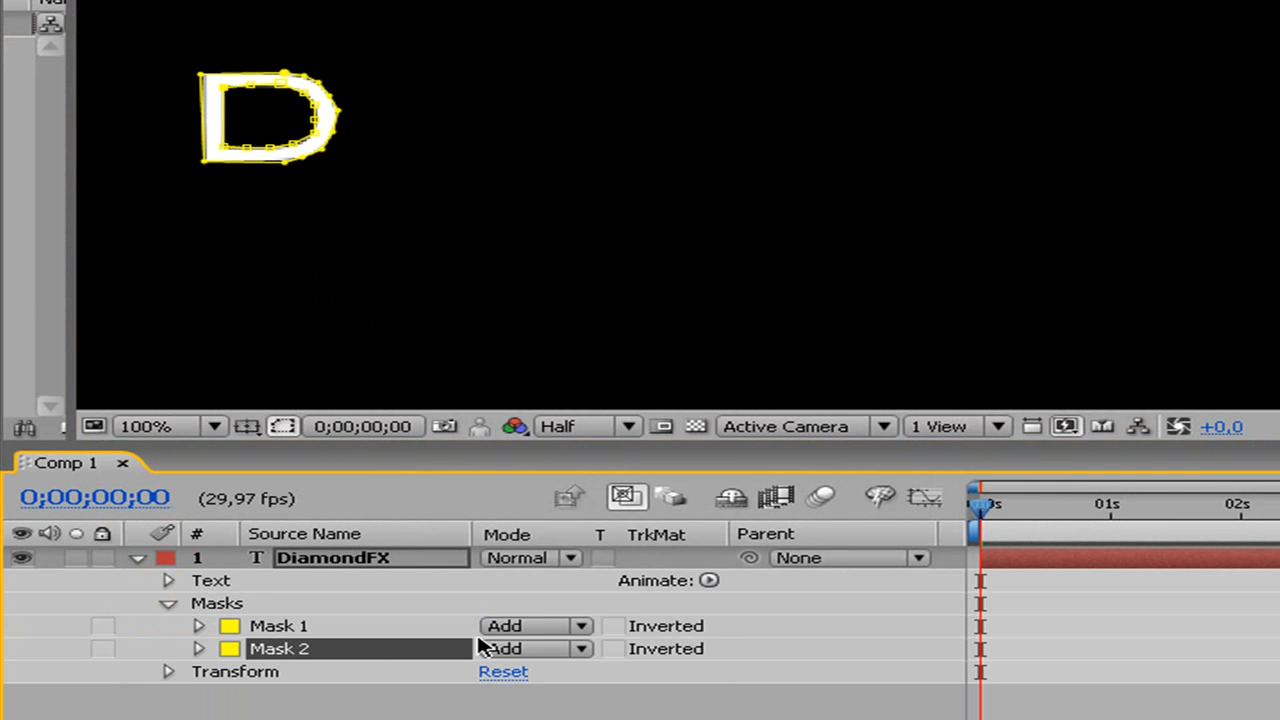 D
100% 0;00;00;00 Half Active Camera 1 View +0,0
Comp 1 ×
0;00;00;00 (29,97 fps) 01s 02s
# Source Name Mode T TrkMat Parent
1 T DiamondFX Normal None
Text Animate:
Masks
Mask 1 Add Inverted
Mask 2 Add Inverted
Transform Reset